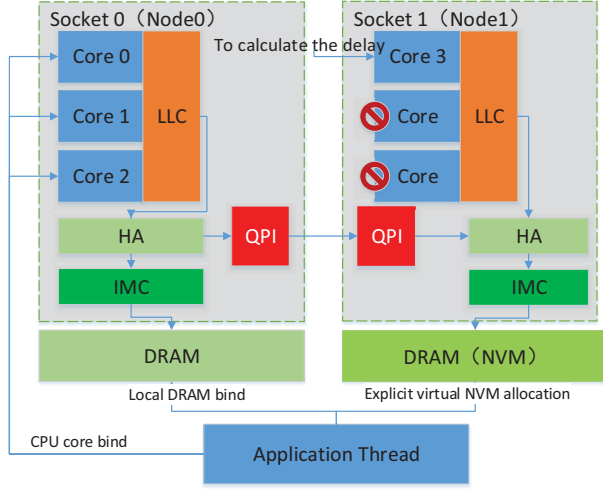 Socket 0（Node0）
Socket 1（Node1）
To calculate the delay
Core 0
Core 1
Core 2
LLC
Core 3
Core
Core
LLC
HA
QPI
QPI
HA
IMC
IMC
DRAM
DRAM（NVM）
Local DRAM bind
Explicit virtual NVM allocation
CPU core bind
Application Thread